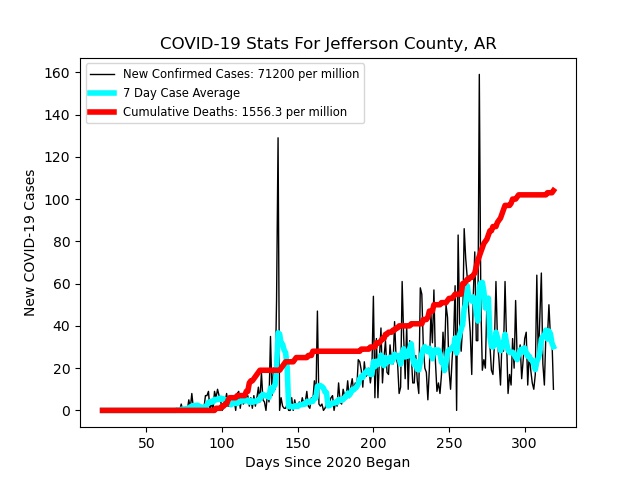 COVID-19 Stats For Jefferson County, AR
New Confirmed Cases: 71200 per million
7 Day Case Average
Cumulative Deaths: 1556.3 per million
New COVID-19 Cases
160
140
120
100
80
60
40
20
0
50 100 150 200 250 300
Days Since 2020 Began